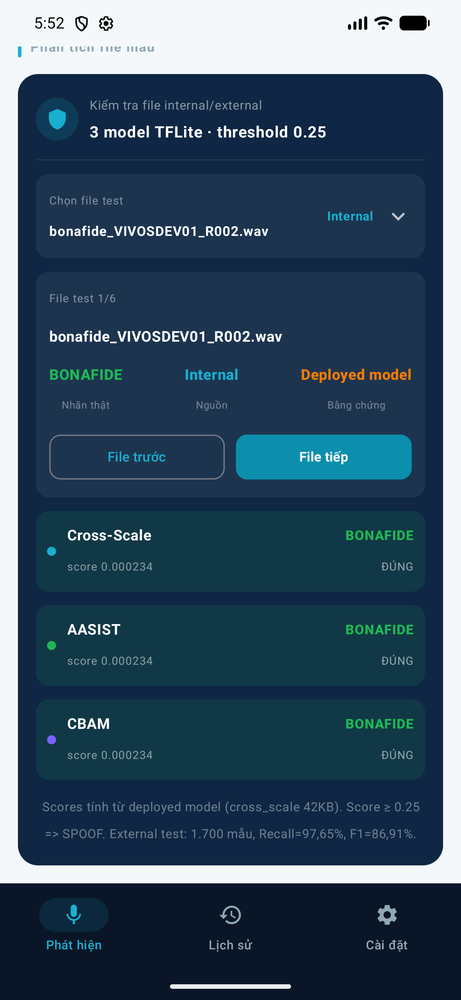 5:52
Phân tích Thẻ mẫu
Kiểm tra file internal/external
3 model TFLite · threshold 0.25
Chọn file test
Internal
bonafide_VIVOSDEV01_R002.wav
File test 1/6
bonafide_VIVOSDEV01_R002.wav
BONAFIDE Internal Deployed model
Nhãn thật Nguồn Bằng chứng
File trước File tiếp
Cross-Scale BONAFIDE
score 0.000234 ĐÚNG
AASIST BONAFIDE
score 0.000234 ĐÚNG
CBAM BONAFIDE
score 0.000234 ĐÚNG
Scores tính từ deployed model (cross_scale 42KB). Score ≥ 0.25
=> SPOOF. External test: 1.700 mẫu, Recall=97,65%, F1=86,91%.
Phát hiện Lịch sử Cài đặt